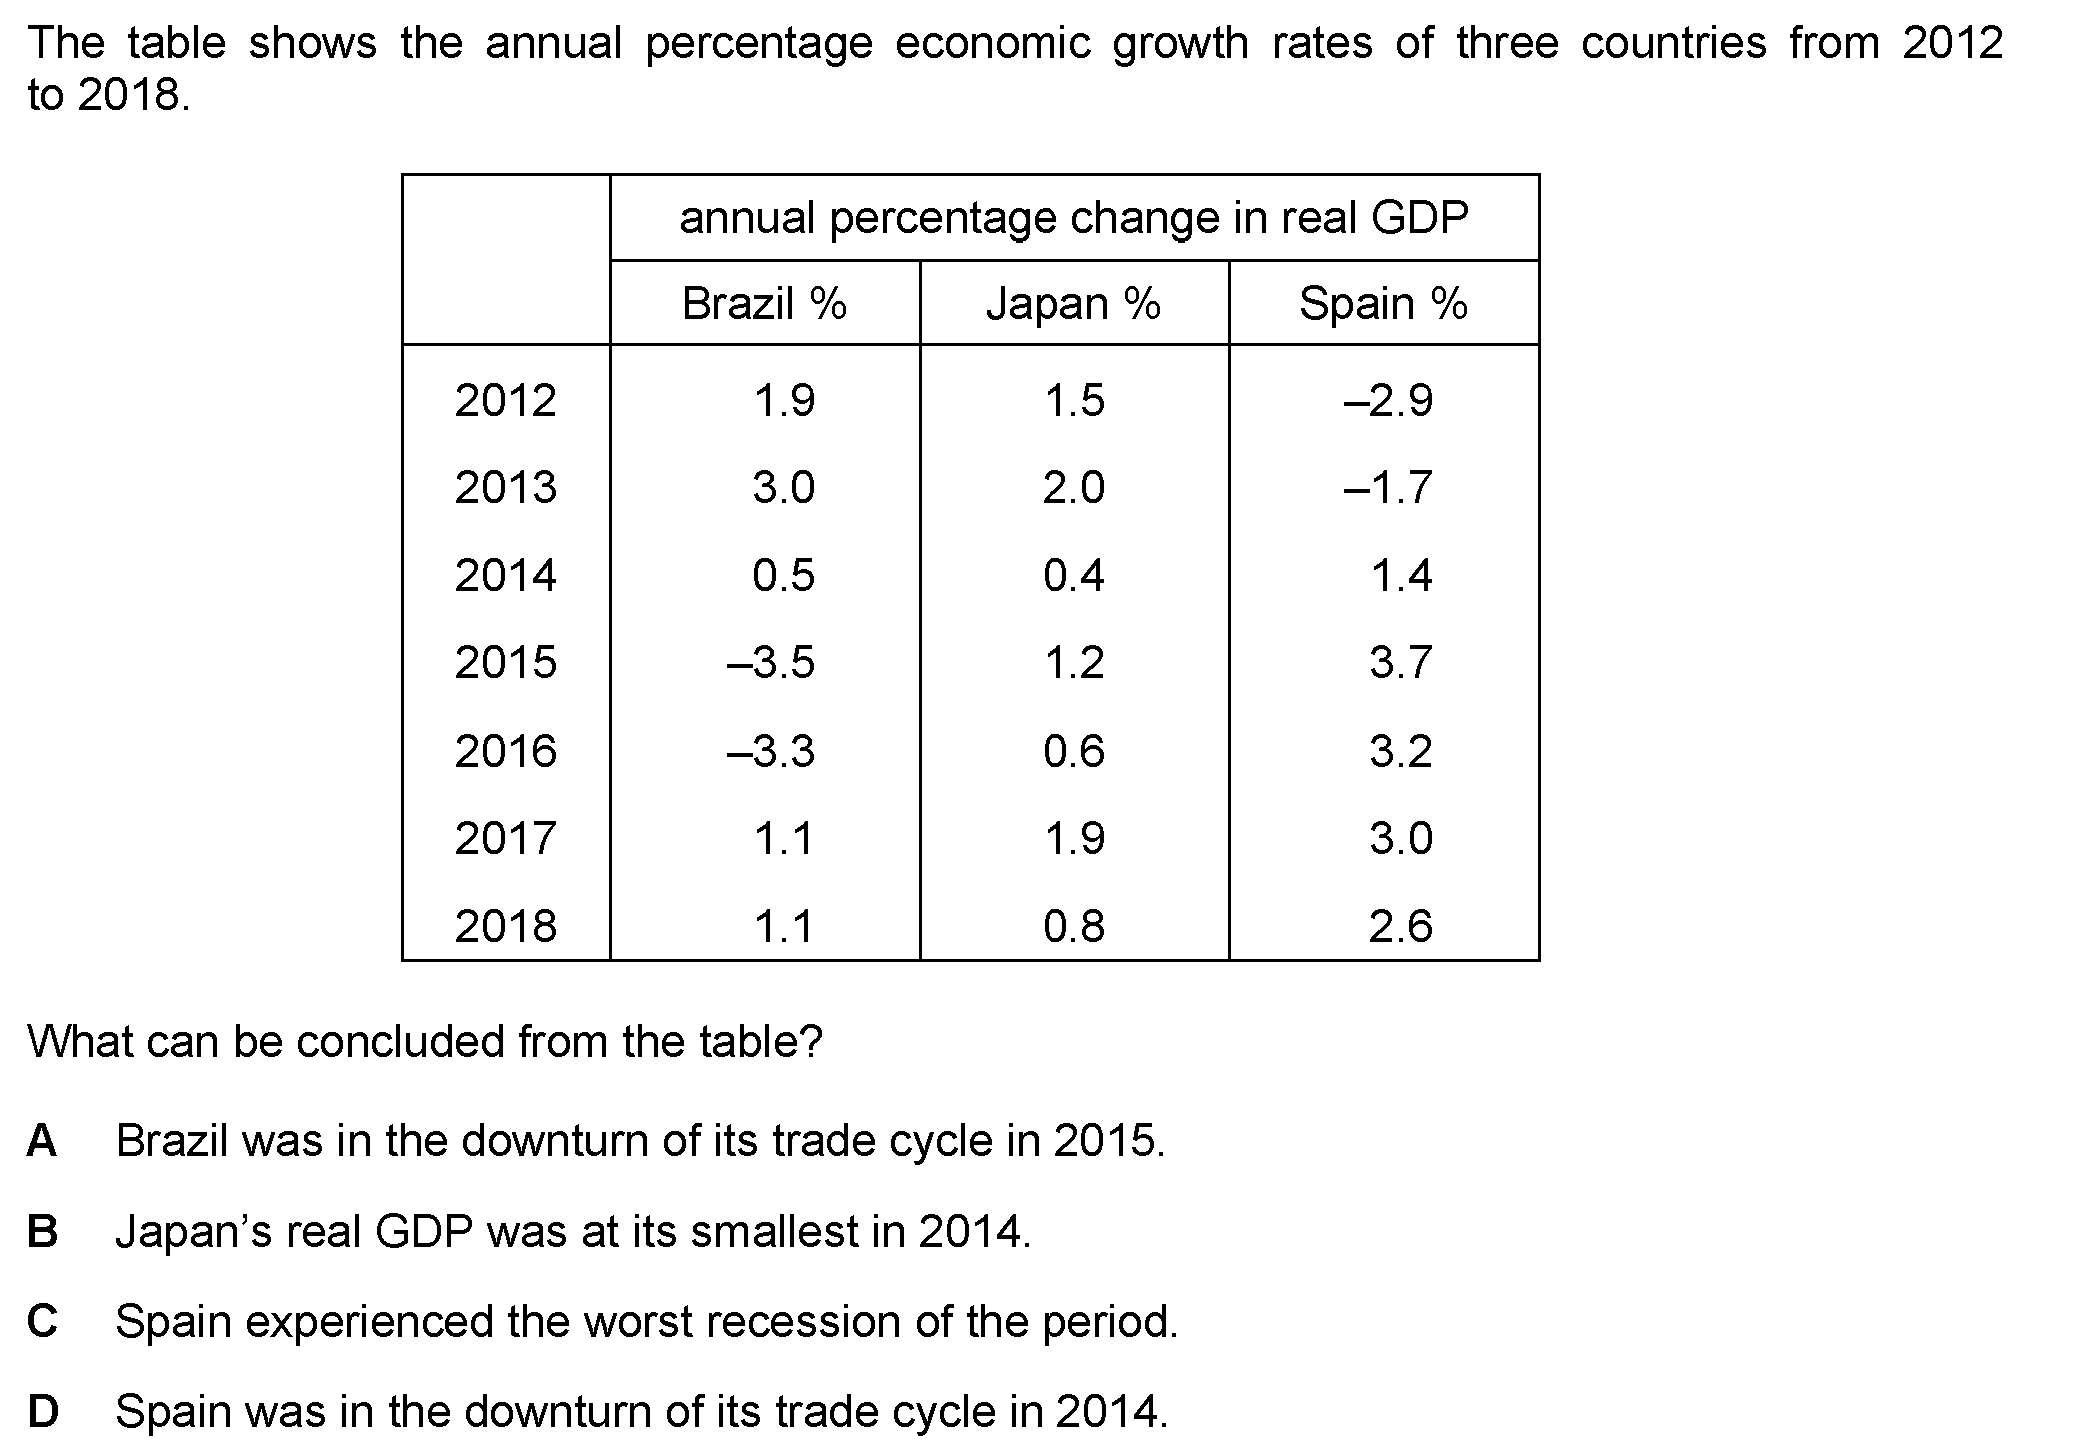 The table shows the annual percentage economic growth rates of three countries from 2012
to 2018.
annual percentage change in real GDP
Brazil % Japan % Spain %
2012 1.9 1.5 –2.9
2013 3.0 2.0 –1.7
2014 0.5 0.4 1.4
2015 –3.5 1.2 3.7
2016 –3.3 0.6 3.2
2017 1.1 1.9 3.0
2018 1.1 0.8 2.6
What can be concluded from the table?
A Brazil was in the downturn of its trade cycle in 2015.
B Japan’s real GDP was at its smallest in 2014.
C Spain experienced the worst recession of the period.
D Spain was in the downturn of its trade cycle in 2014.